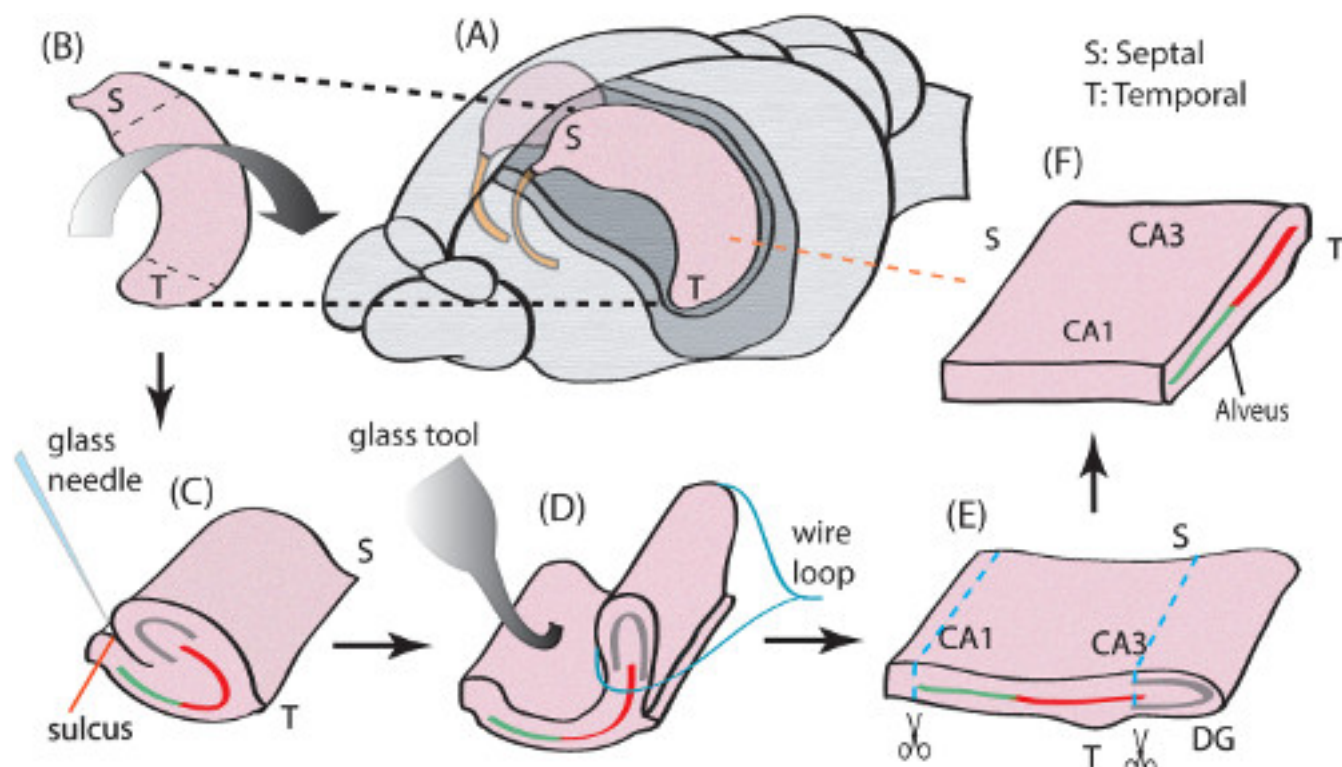 (B)
(A)
S: Septal
T: Temporal
S
S
(F)
S
CA3
T
T
T
CA1
Alveus
glass
needle
glass tool
(C)
(D)
wire
loop
(E)
S
S
CA1
CA3
sulcus
T
T
DG